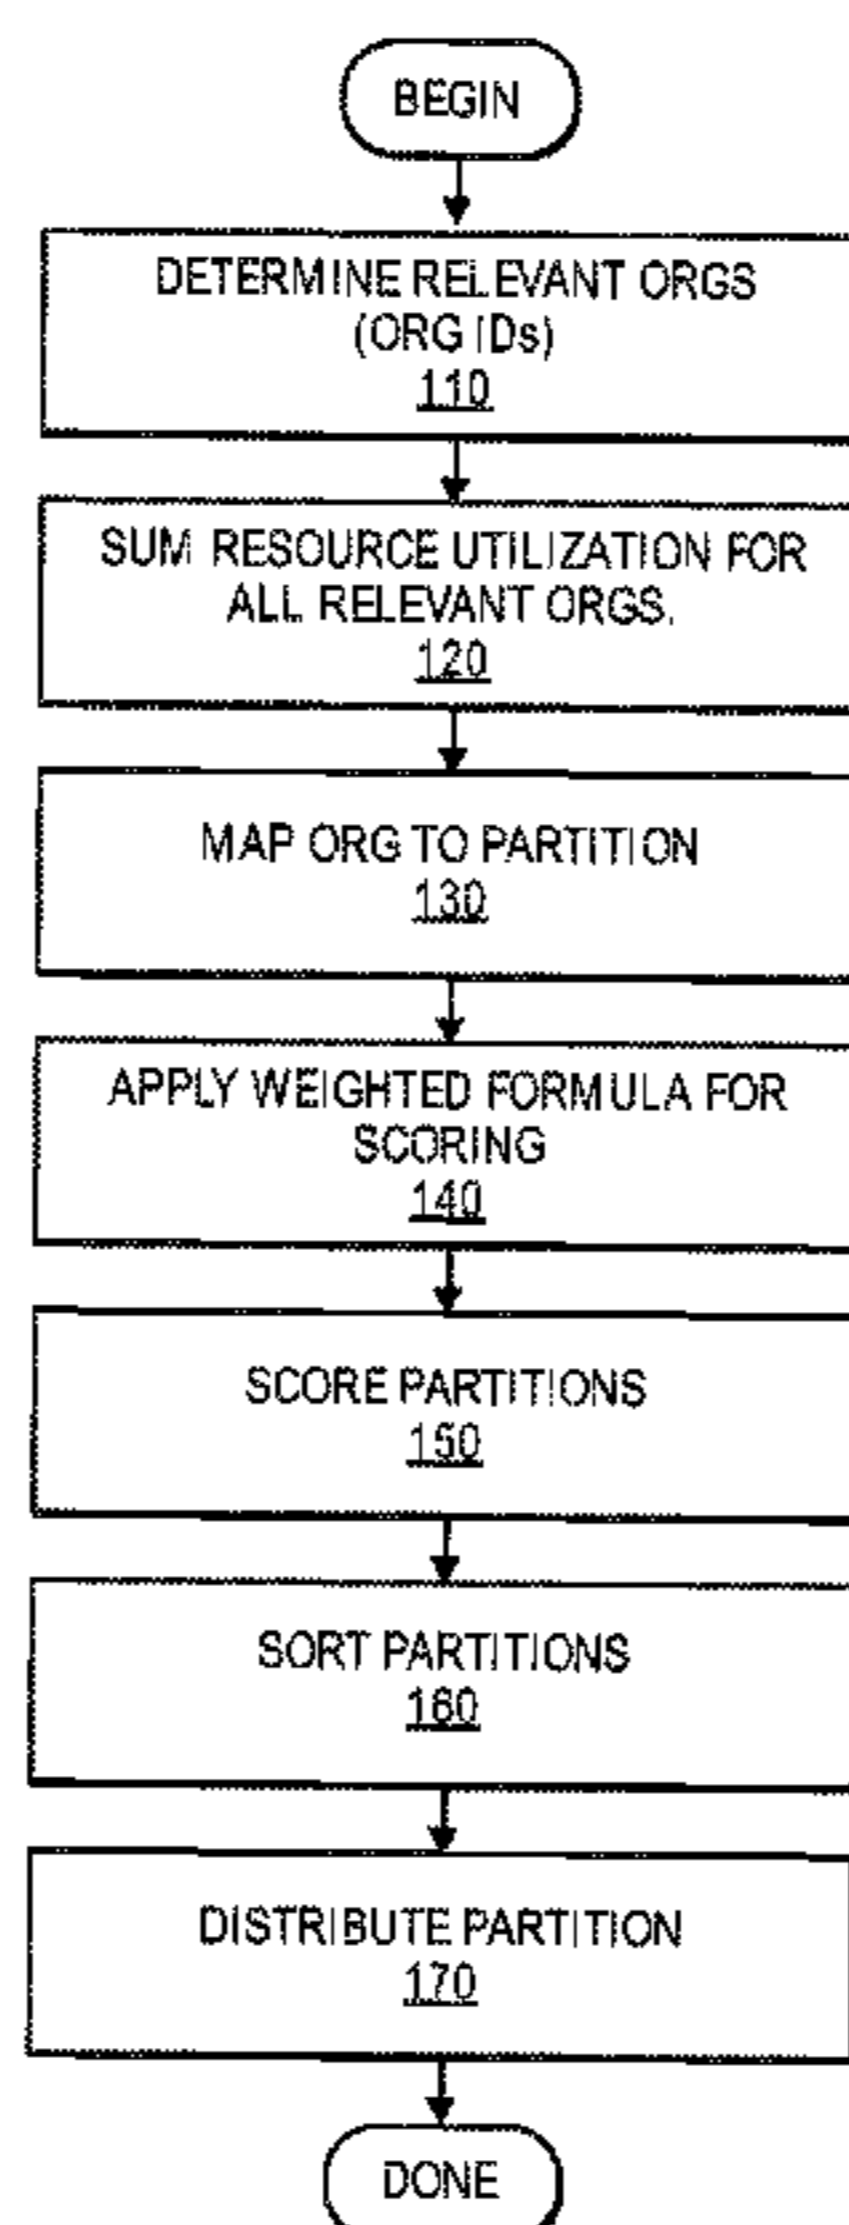 BEGIN
DETERMINE RELEVANT ORGS
(ORG IDs)
110
SUM RESOURCE UTILIZATION FOR
ALL RELEVANT ORGS.
120
MAP ORG TO PARTITION
130
APPLY WEIGHTED FORMULA FOR
SCORING
140
SCORE PARTITIONS
150
SORT PARTITIONS
160
DISTRIBUTE PARTITION
170
DONE